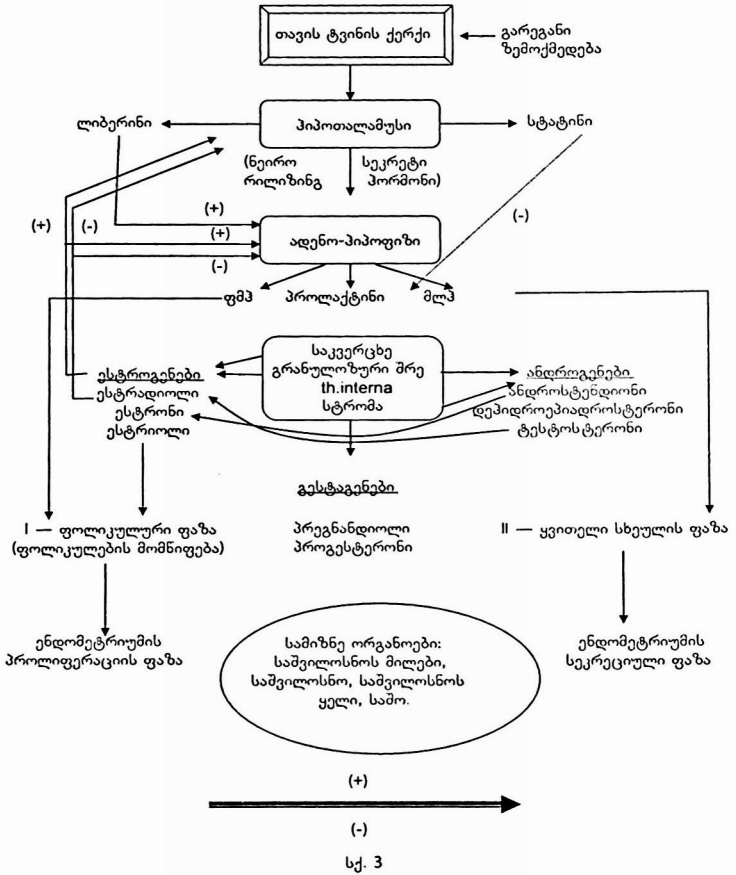 თავის ტვინის ქერქი
გარეგანი
ზემოქმედება
ლიბერინი
ჰიპოთალამუსი
სტატინი
(ნეირო სეკრეტი
რილიზინგ ჰორმონი)
(+) (-)
(+)
(+)
(-)
(-)
ადენო-ჰიპოფიზი
ფმჰ პროლაქტინი მლჰ
საკვერცხე
გრანულოზური შრე
th.interna
სტრომა
ესტროგენები
ესტრადიოლი
ესტრონი
ესტრიოლი
ანდროგენები
ანდროსტენდიონი
დეჰიდროეპიადროსტერონი
ტესტოსტერონი
გესტაგენები
პრეგნანდიოლი
პროგესტერონი
I — ფოლიკულური ფაზა
(ფოლიკულების მომნიფება)
II — ყვითელი სხეულის ფაზა
ენდომეტრიუმის
პროლიფერაციის ფაზა
სამიზნე ორგანოები:
საშვილოსნოს მილები,
საშვილოსნო, საშვილოსნოს
ყელი, საშო.
ენდომეტრიუმის
სეკრეციული ფაზა
(+)
(-)
სქ. 3